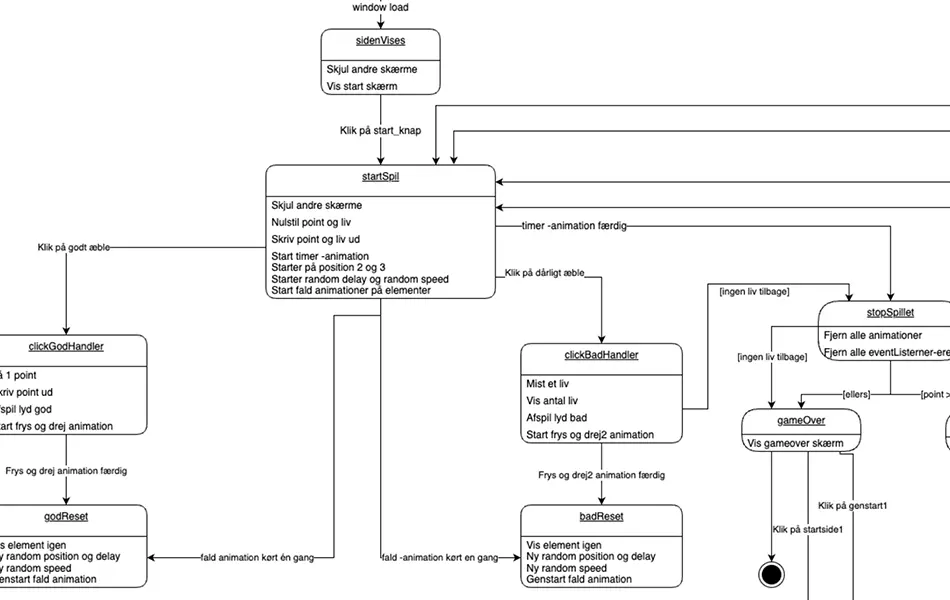 window load
sidenVises
Skjul andre skærme
Vis start skærm
Klik på start_knap
startSpil
Skjul andre skærme
Nulstil point og liv
Skriv point og liv ud
Start timer -animation
Starter på position 2 og 3
Starter random delay og random speed
Start fald animationer på elementer
Klik på godt æble
timer -animation færdig
Klik på dårligt æble
[ingen liv tilbage]
stopSpillet
Fjern alle animationer
Fjern alle eventListerner-ere
[ingen liv tilbage]
[ellers]
[point >
clickGodHandler
å 1 point
kriv point ud
fspil lyd god
tart frys og drej animation
clickBadHandler
Mist et liv
Vis antal liv
Afspil lyd bad
Start frys og drej2 animation
gameOver
Vis gameover skærm
Frys og drej animation færdig
Frys og drej2 animation færdig
Klik på genstart1
Klik på startside1
godReset
is element igen
y random position og delay
y random speed
enstart fald animation
fald animation kørt én gang
fald -animation kørt en gang
badReset
Vis element igen
Ny random position og delay
Ny random speed
Genstart fald animation